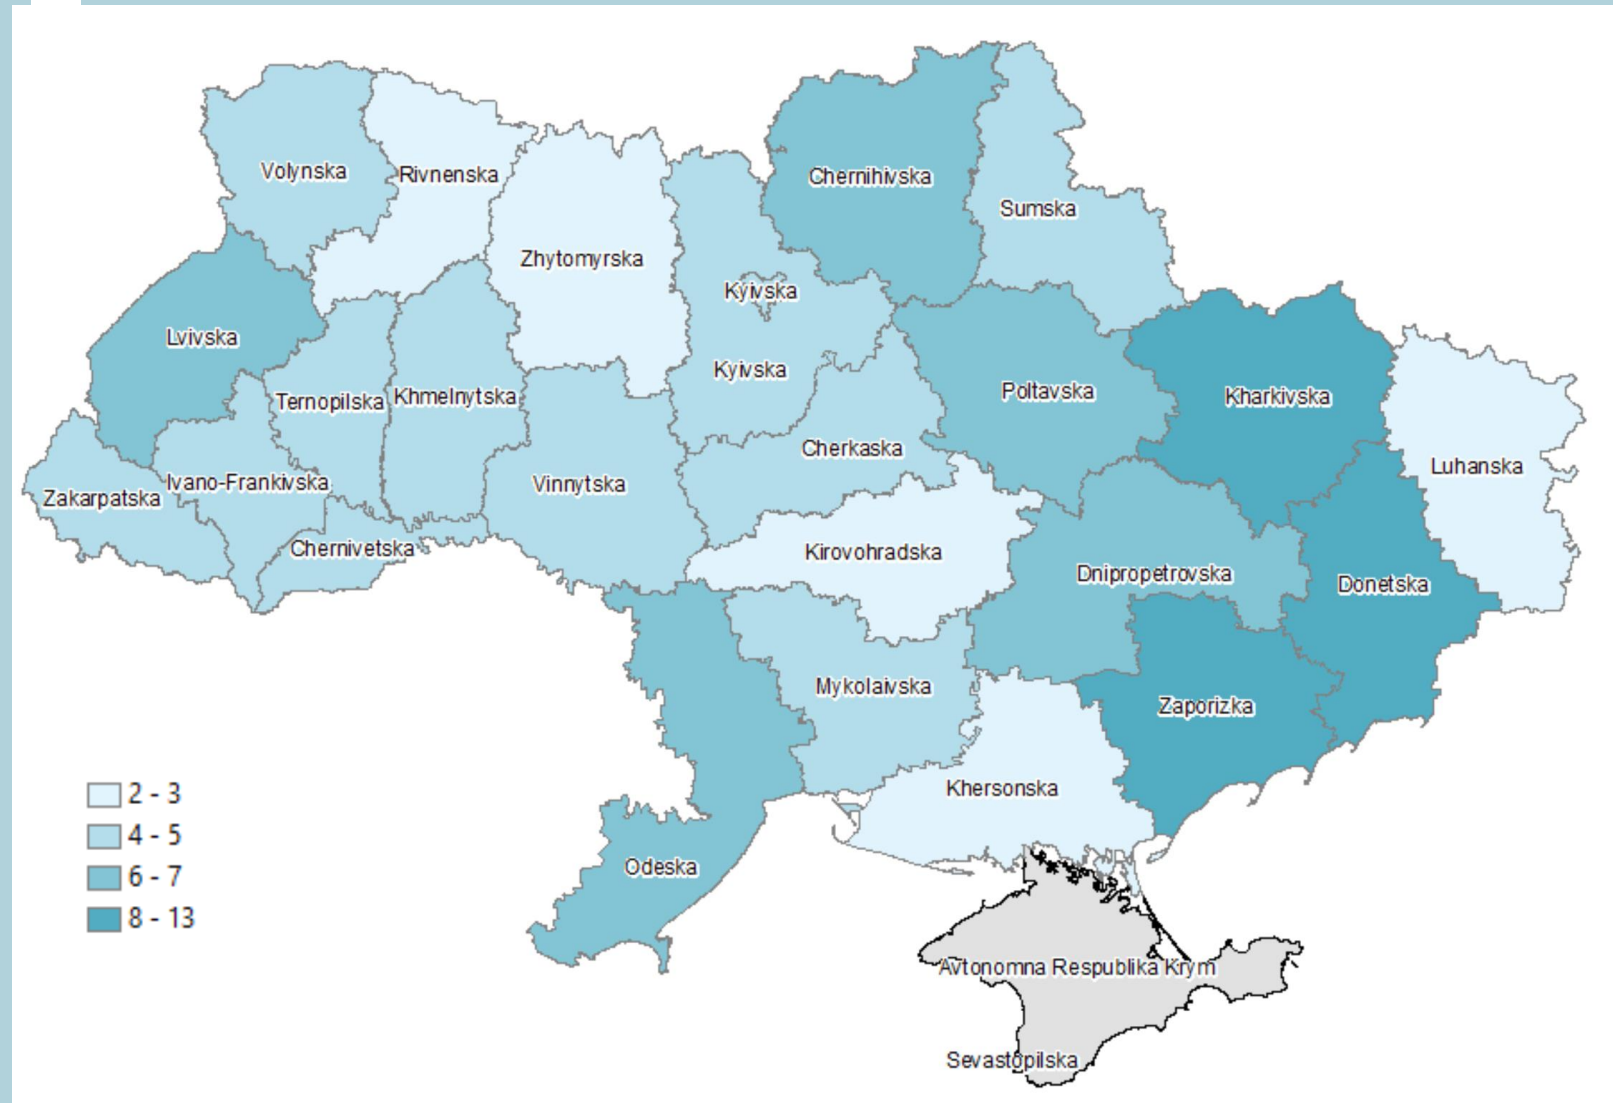 Volynska
Rivnenska
Chernihivska
Sumska
Zhytomyrska
Kyivska
Lvivska
Kyivska
Ternopilska
Khmelnytska
Poltavska
Kharkivska
Cherkaska
Luhanska
Zakarpatska
Ivano-Frankivska
Vinnytska
Chernivetska
Kirovohradska
Dnipropetrovska
Donetska
Mykolaivska
Zaporizka
Khersonska
Odeska
2 - 3
4 - 5
6 - 7
8 - 13
Avtonomna Respublika Krym
Sevastopilska